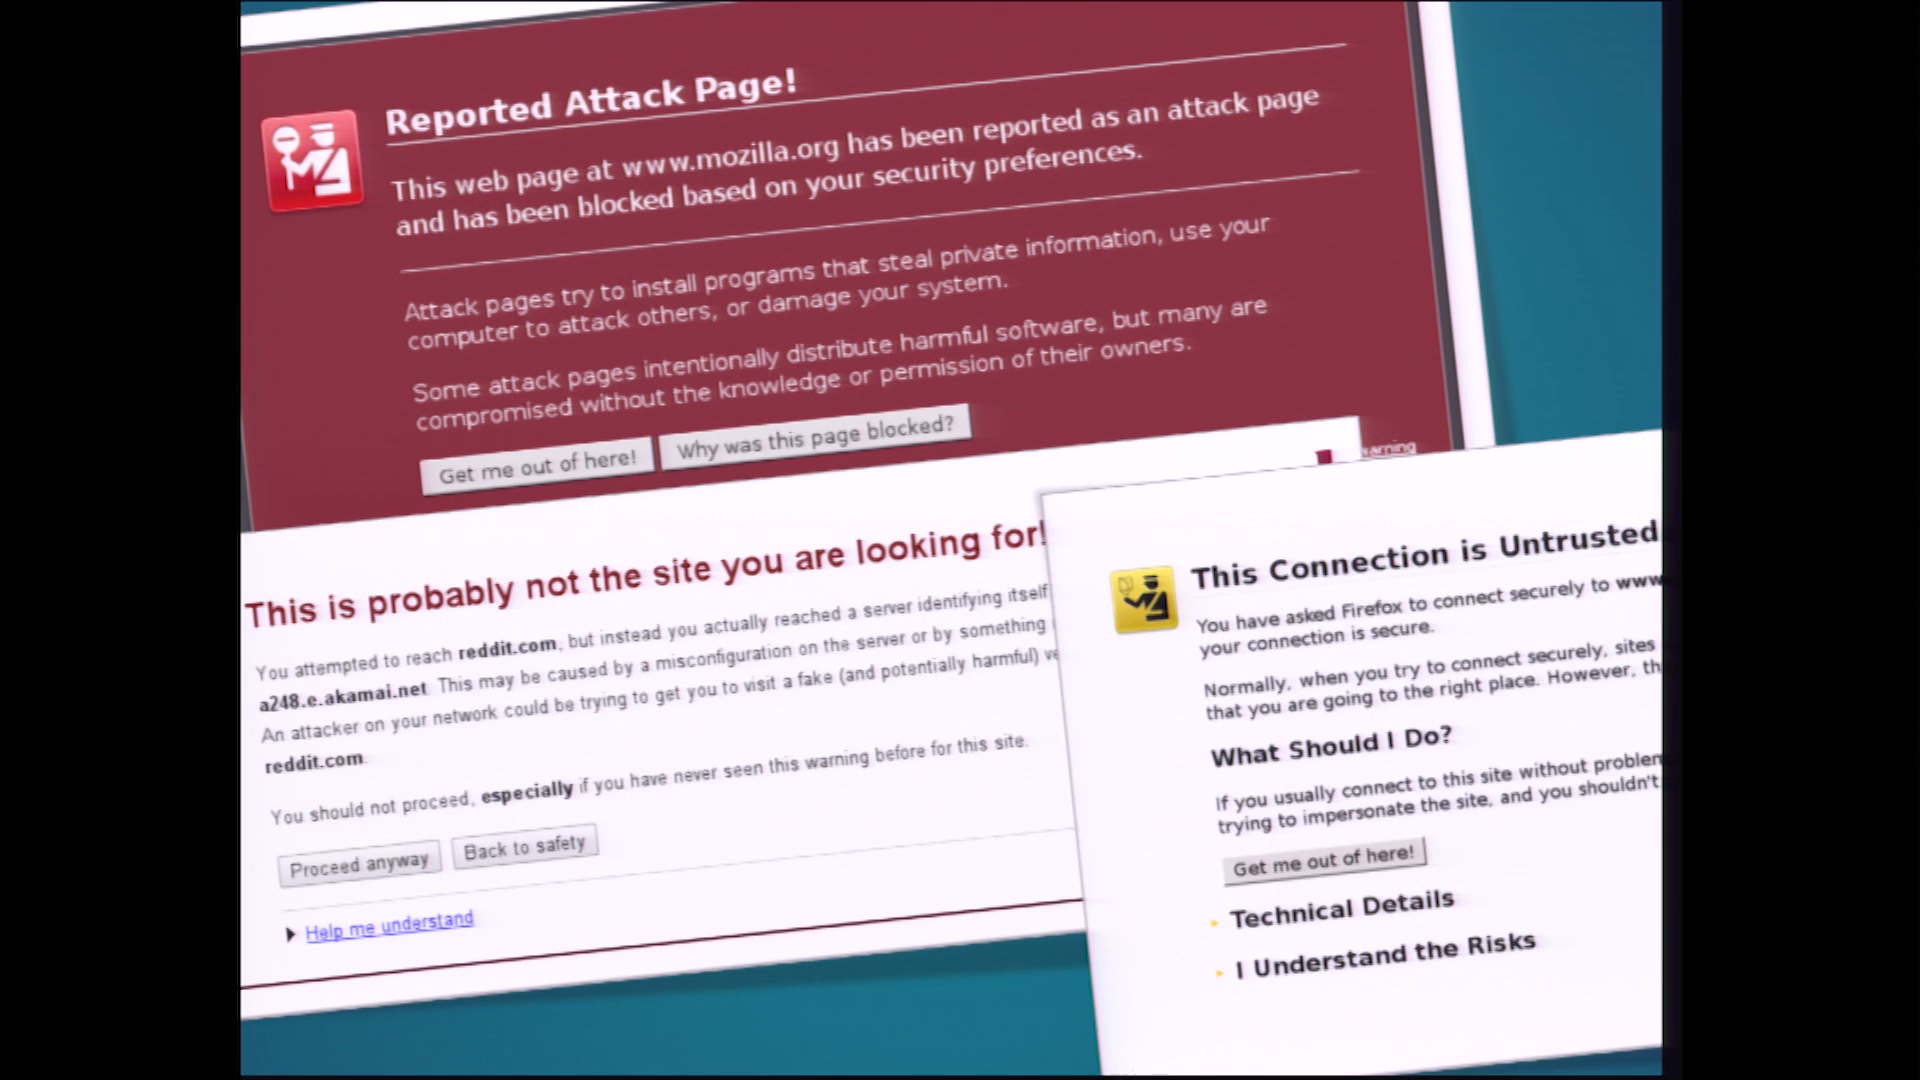 Reported Attack Page!
This web page at www.mozilla.org has been reported as an attack page
and has been blocked based on your security preferences.
Attack pages try to install programs that steal private information, use your
computer to attack others, or damage your system.
Some attack pages intentionally distribute harmful software, but many are
compromised without the knowledge or permission of their owners.
Get me out of here!
Why was this page blocked?
warning
This is probably not the site you are looking for!
You attempted to reach reddit.com, but instead you actually reached a server identifying itself
a248.e.akamai.net. This may be caused by a misconfiguration on the server or by something
An attacker on your network could be trying to get you to visit a fake (and potentially harmful)
reddit.com.
You should not proceed, especially if you have never seen this warning before for this site.
Proceed anyway
Back to safety
Help me understand
This Connection is Untrusted
You have asked Firefox to connect securely to www
your connection is secure.
Normally, when you try to connect securely, sites
that you are going to the right place. However,
What Should I Do?
If you usually connect to this site without
trying to impersonate the site, and you shouldn't
Get me out of here!
Technical Details
I Understand the Risks